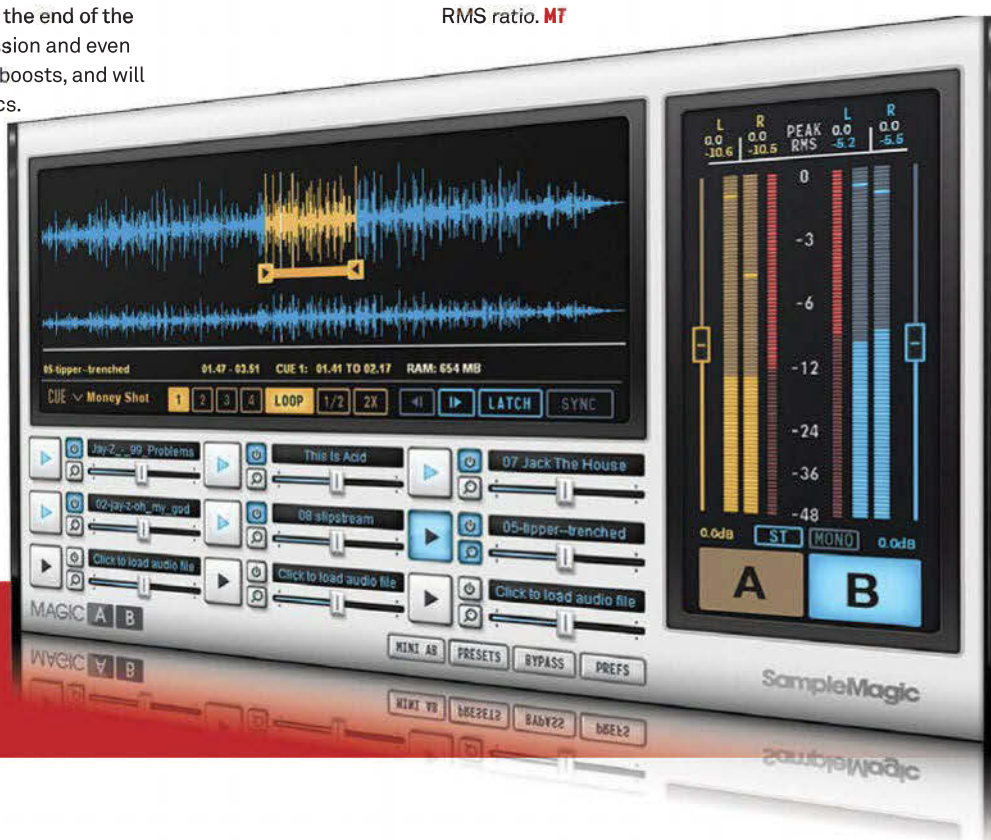 the end of the
ssion and even
boosts, and will
cs.
RMS ratio. MT
L R PEAK RMS L R
0.0 0.0 0.0 0.0
-10.6 -10.5 -5.2 -5.5
0
-3
-6
-12
-24
-36
-48
0.0dB ST MONO 0.0dB
A B
05-tipper--trenched 01.47 - 03.51 CUE 1: 01.41 TO 02.17 RAM: 654 MB
CUE Money Shot 1 2 3 4 LOOP 1/2 2X LATCH SYNC
Jay-Z_-_99_Problems This Is Acid 07 Jack The House
02-jay-z-oh_my_god 08 slipstream 05-tipper--trenched
Click to load audio file Click to load audio file Click to load audio file
MAGIC A B
MINI AB PRESETS BYPASS PREFS
SampleMagic